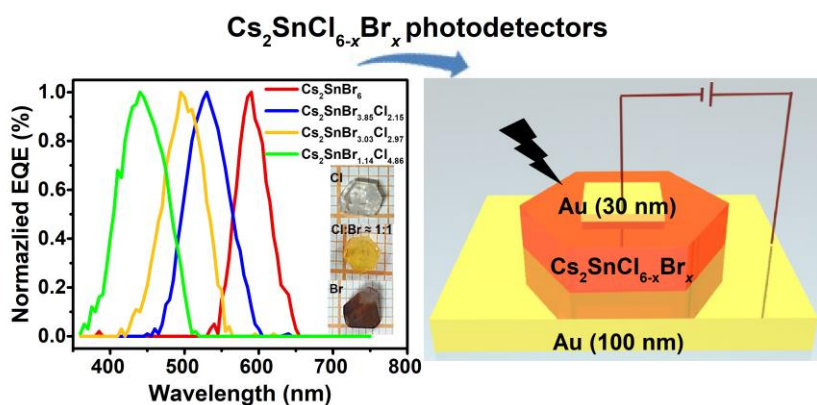 Cs₂SnCl₆₋ₓBrₓ photodetectors
Normazlied EQE (%)
1.0
0.8
0.6
0.4
0.2
0.0
Cs₂SnBr₆
Cs₂SnBr₃.₈₅Cl₂.₁₅
Cs₂SnBr₃.₀₃Cl₂.₉₇
Cs₂SnBr₁.₁₄Cl₄.₈₆
Cl
Cl:Br ≈ 1:1
Br
400 500 600 700 800
Wavelength (nm)
Au (30 nm)
Cs₂SnCl₆₋ₓBrₓ
Au (100 nm)